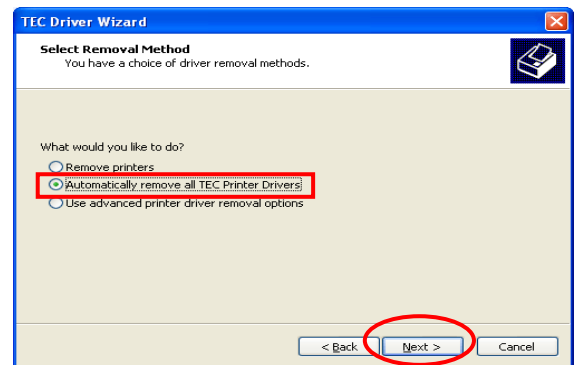 TEC Driver Wizard
Select Removal Method
You have a choice of driver removal methods.
What would you like to do?
Remove printers
Automatically remove all TEC Printer Drivers
Use advanced printer driver removal options
< Back
Next >
Cancel